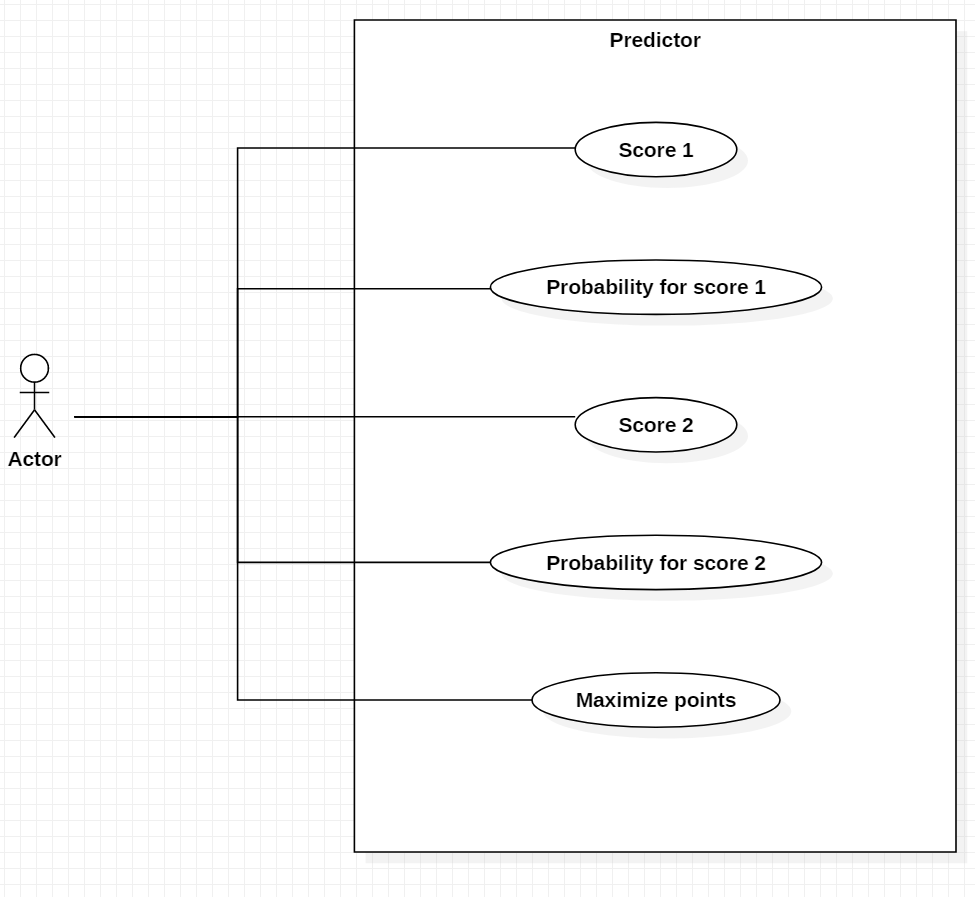 Predictor
Score 1
Probability for score 1
Score 2
Actor
Probability for score 2
Maximize points